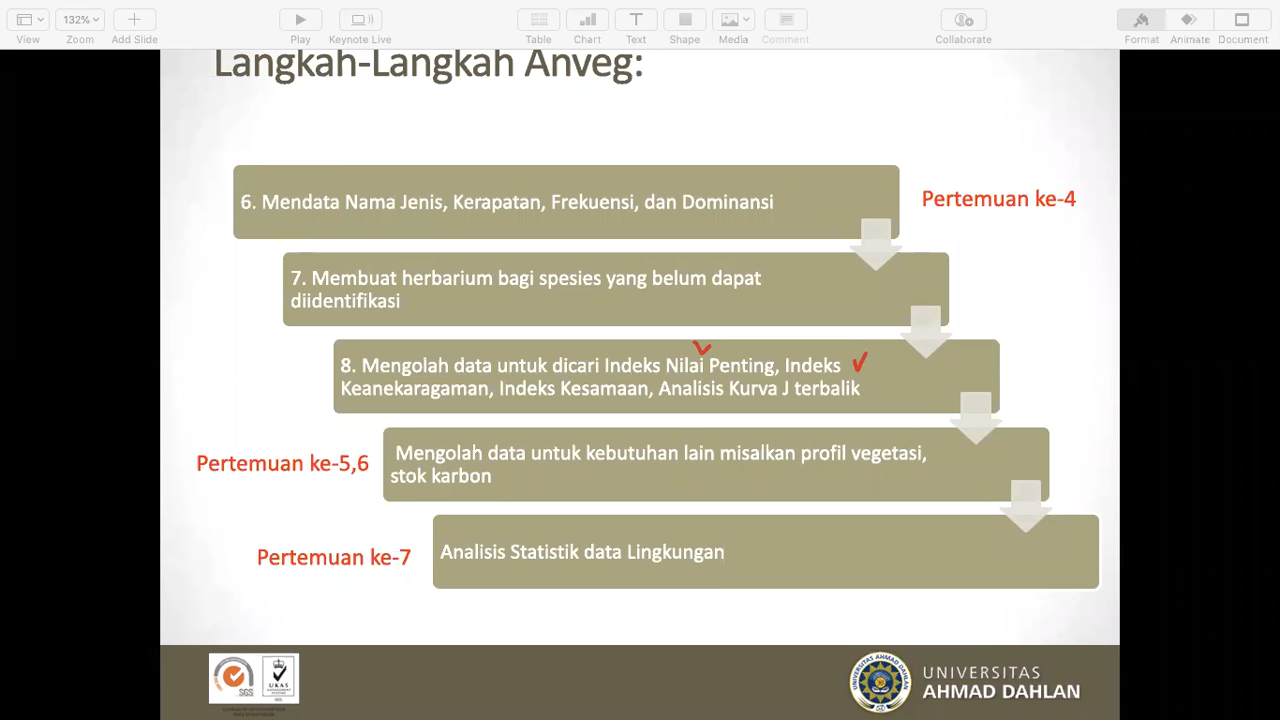 132%
View
Zoom
Add Slide
Play
Keynote Live
Table
Chart
Text
Shape
Media
Comment
Collaborate
Format
Animate
Document
Langkah-Langkah Anveg:
6. Mendata Nama Jenis, Kerapatan, Frekuensi, dan Dominansi
Pertemuan ke-4
7. Membuat herbarium bagi spesies yang belum dapat
diidentifikasi
8. Mengolah data untuk dicari Indeks Nilai Penting, Indeks
Keanekaragaman, Indeks Kesamaan, Analisis Kurva J terbalik
Pertemuan ke-5,6
Mengolah data untuk kebutuhan lain misalkan profil vegetasi,
stok karbon
Pertemuan ke-7
Analisis Statistik data Lingkungan
SGS
UKAS
UNIVERSITAS
AHMAD DAHLAN